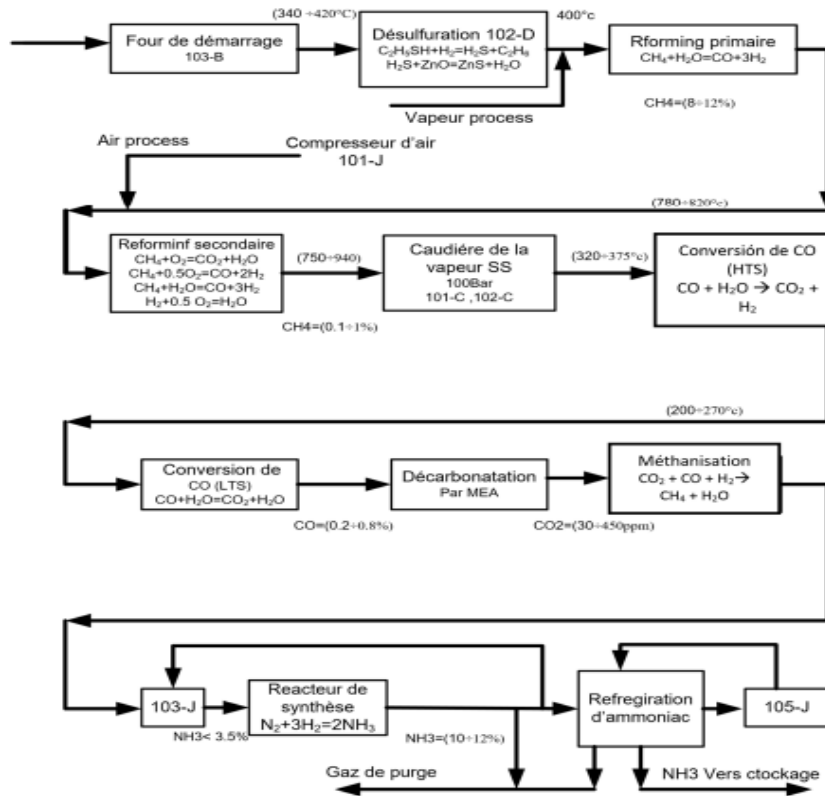 (340 ÷420°C)
400°c
Four de démarrage
103-B
Désulfuration 102-D
C₂H₅SH+H₂=H₂S+C₂H₆
H₂S+ZnO=ZnS+H₂O
Rforming primaire
CH₄+H₂O=CO+3H₂
Vapeur process
CH4=(8÷12%)
Air process
Compresseur d'air
101-J
(780÷820°c)
Reforminf secondaire
CH₄+O₂=CO₂+H₂O
CH₄+0.5O₂=CO+2H₂
CH₄+H₂O=CO+3H₂
H₂+0.5 O₂=H₂O
(750÷940)
Caudiére de la
vapeur SS
100Bar
101-C ,102-C
(320÷375°c)
Conversión de CO
(HTS)
CO + H₂O → CO₂ +
H₂
CH4=(0.1÷1%)
(200÷270°c)
Conversion de
CO (LTS)
CO+H₂O=CO₂+H₂O
Décarbonatation
Par MEA
Méthanisation
CO₂ + CO + H₂→
CH₄ + H₂O
CO=(0.2÷0.8%)
CO2=(30÷450ppm)
103-J
Reacteur de
synthèse
N₂+3H₂=2NH₃
Refregiration
d'ammoniac
105-J
NH3< 3.5%
NH3=(10÷12%)
Gaz de purge
NH3 Vers ctockage